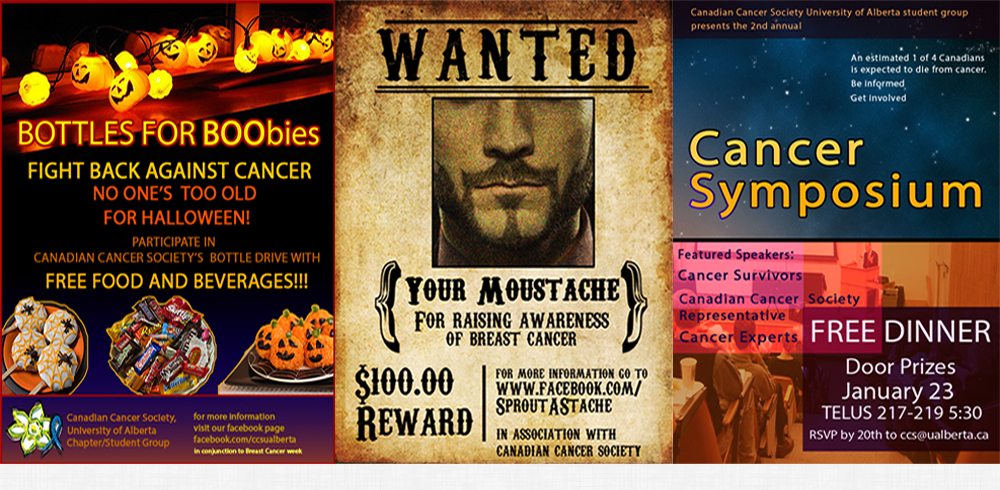 BOTTLES FOR BOObies
FIGHT BACK AGAINST CANCER
NO ONE'S TOO OLD
FOR HALLOWEEN!
PARTICIPATE IN
CANADIAN CANCER SOCIETY'S BOTTLE DRIVE WITH
FREE FOOD AND BEVERAGES!!!
Canadian Cancer Society,
University of Alberta
Chapter/Student Group
for more information
visit our facebook page
facebook.com/ccsualberta
in conjunction to Breast Cancer week
WANTED
YOUR MOUSTACHE
FOR RAISING AWARENESS
OF BREAST CANCER
$100.00
REWARD
FOR MORE INFORMATION GO TO
WWW.FACEBOOK.COM/
SPROUTASTACHE
IN ASSOCIATION WITH
CANADIAN CANCER SOCIETY
Canadian Cancer Society University of Alberta student group
presents the 2nd annual
An estimated 1 of 4 Canadians
is expected to die from cancer.
Be informed
Get involved
Cancer
Symposium
Featured Speakers:
Cancer Survivors
Canadian Cancer Society
Representative
Cancer Experts
FREE DINNER
Door Prizes
January 23
TELUS 217-219 5:30
RSVP by 20th to ccs@ualberta.ca